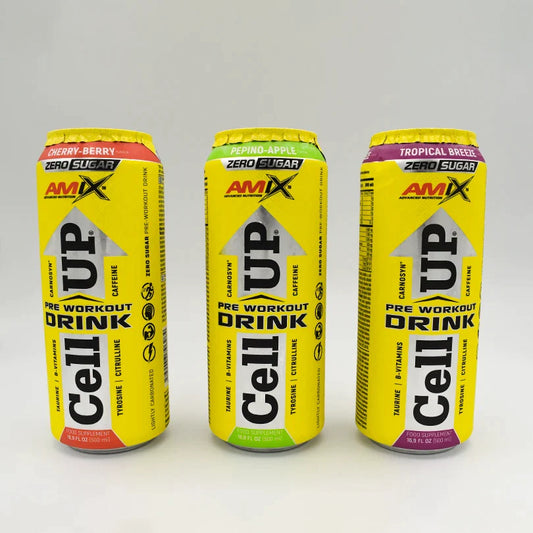 CHERRY-BERRY
ZERO SUGAR
AMIX®
ADVANCED NUTRITION
Cell UP®
CARNOSYN®
CAFFEINE
PRE WORKOUT
DRINK
TAURINE | B-VITAMINS
TYROSINE | CITRULLINE
ZERO SUGAR PRE-WORKOUT DRINK
LIGHTLY CARBONATED
FOOD SUPPLEMENT
16,9 FL OZ (500 ml)
PEPINO-APPLE
ZERO SUGAR
AMIX®
ADVANCED NUTRITION
Cell UP®
CARNOSYN®
CAFFEINE
PRE WORKOUT
DRINK
TAURINE | B-VITAMINS
TYROSINE | CITRULLINE
ZERO SUGAR PRE-WORKOUT DRINK
LIGHTLY CARBONATED
FOOD SUPPLEMENT
16,9 FL OZ (500 ml)
TROPICAL BREEZE
ZERO SUGAR
AMIX®
ADVANCED NUTRITION
Cell UP®
CARNOSYN®
CAFFEINE
PRE WORKOUT
DRINK
TAURINE | B-VITAMINS
TYROSINE | CITRULLINE
FOOD SUPPLEMENT
16,9 FL OZ (500 ml)